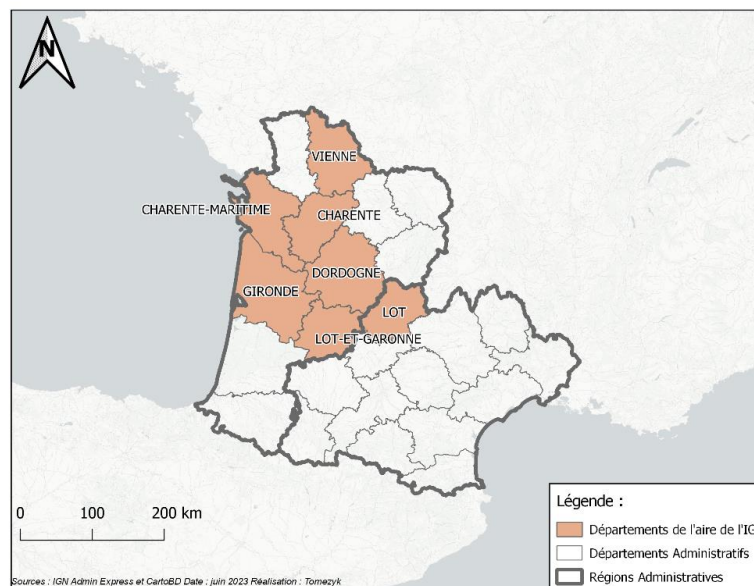 N
VIENNE
CHARENTE-MARITIME
CHARENTE
DORDOGNE
GIRONDE
LOT
LOT-ET-GARONNE
0 100 200 km
Légende :
Départements de l'aire de l'IG
Départements Administratifs
Régions Administratives
Sources : IGN Admin Express et CartoBD Date : juin 2023 Réalisation : Tomezyk